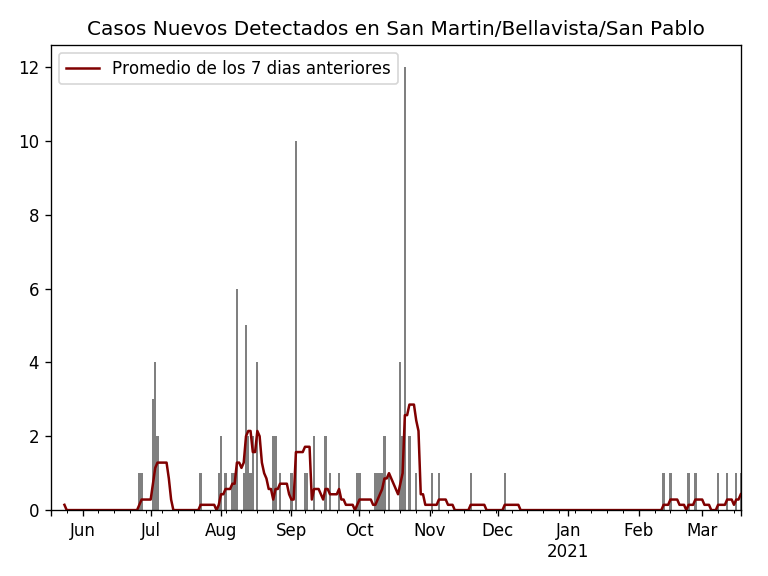 Casos Nuevos Detectados en San Martin/Bellavista/San Pablo
Promedio de los 7 dias anteriores
12
10
8
6
4
2
0
Jun Jul Aug Sep Oct Nov Dec Jan Feb Mar
2021